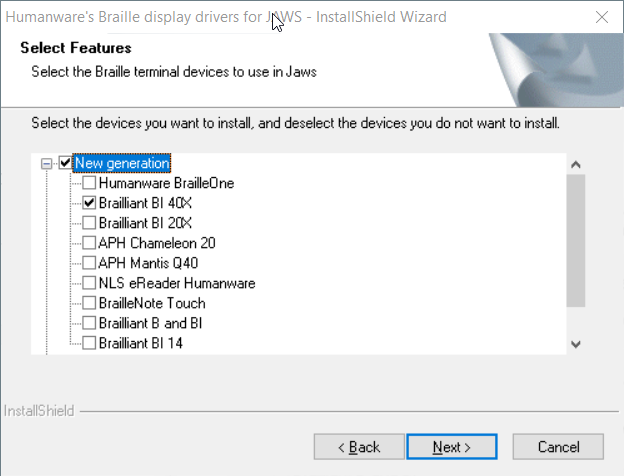 Humanware's Braille display drivers for JAWS - InstallShield Wizard
Select Features
Select the Braille terminal devices to use in Jaws
Select the devices you want to install, and deselect the devices you do not want to install.
New generation
Humanware BrailleOne
Brailliant BI 40X
Brailliant BI 20X
APH Chameleon 20
APH Mantis Q40
NLS eReader Humanware
BrailleNote Touch
Brailliant B and BI
Brailliant BI 14
InstallShield
< Back Next > Cancel